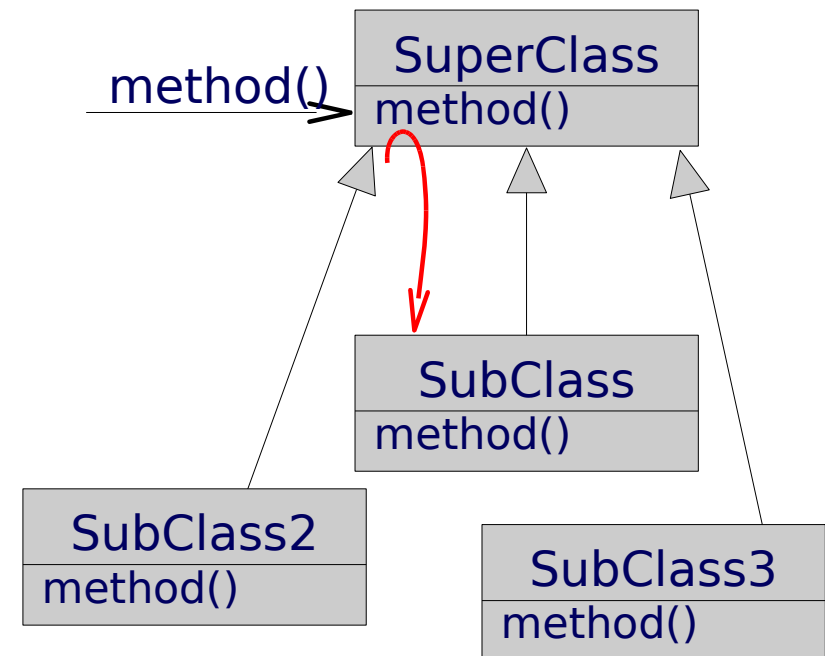 SuperClass
method()
method()
SubClass
method()
SubClass2
method()
SubClass3
method()